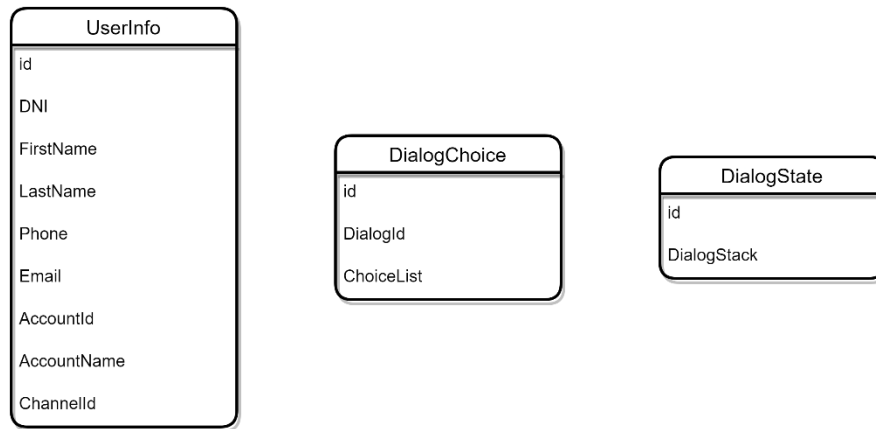 UserInfo
id
DNI
FirstName
LastName
Phone
Email
AccountId
AccountName
ChannelId
DialogChoice
id
DialogId
ChoiceList
DialogState
id
DialogStack